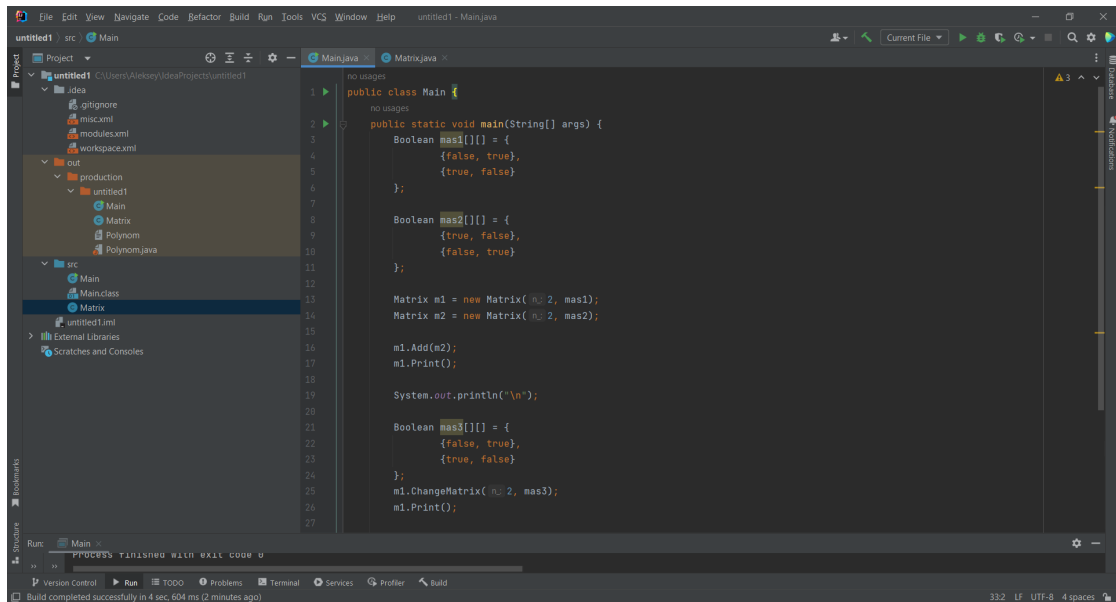 File Edit View Navigate Code Refactor Build Run Tools VCS Window Help untitled1 - Main.java
untitled1 〉 src 〉 Main
Current File
Project
Project
Main.java
Matrix.java
untitled1 C:\Users\Aleksey\IdeaProjects\untitled1
.idea
.gitignore
misc.xml
modules.xml
workspace.xml
out
production
untitled1
Main
Matrix
Polynom
Polynom.java
src
Main
Main.class
Matrix
untitled1.iml
External Libraries
Scratches and Consoles
no usages
1 public class Main {
no usages
2 public static void main(String[] args) {
3 Boolean mas1[][] = {
4 {false, true},
5 {true, false}
6 };
7
8 Boolean mas2[][] = {
9 {true, false},
10 {false, true}
11 };
12
13 Matrix m1 = new Matrix( n_: 2, mas1);
14 Matrix m2 = new Matrix( n_: 2, mas2);
15
16 m1.Add(m2);
17 m1.Print();
18
19 System.out.println("\n");
20
21 Boolean mas3[][] = {
22 {false, true},
23 {true, false}
24 };
25 m1.ChangeMatrix( n_: 2, mas3);
26 m1.Print();
27
3
Database
Notifications
Bookmarks
Structure
Run: Main
Process finished with exit code 0
Version Control Run TODO Problems Terminal Services Profiler Build
Build completed successfully in 4 sec, 604 ms (2 minutes ago) 33:2 LF UTF-8 4 spaces